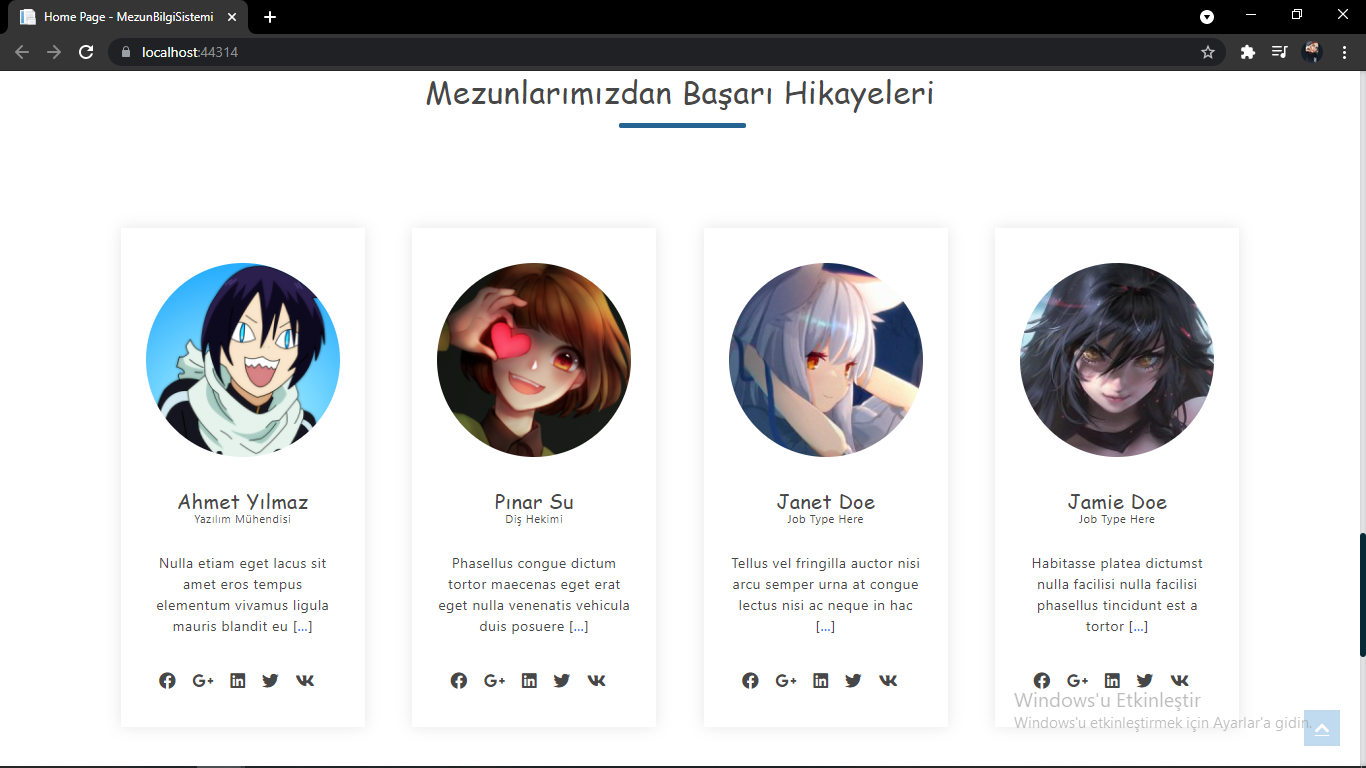 Home Page - MezunBilgiSistemi
localhost:44314
Mezunlarımızdan Başarı Hikayeleri
Ahmet Yılmaz
Yazılım Mühendisi
Nulla etiam eget lacus sit
amet eros tempus
elementum vivamus ligula
mauris blandit eu [...]
Pınar Su
Diş Hekimi
Phasellus congue dictum
tortor maecenas eget erat
eget nulla venenatis vehicula
duis posuere [...]
Janet Doe
Job Type Here
Tellus vel fringilla auctor nisi
arcu semper urna at congue
lectus nisi ac neque in hac
[...]
Jamie Doe
Job Type Here
Habitasse platea dictumst
nulla facilisi nulla facilisi
phasellus tincidunt est a
tortor [...]
Windows'u Etkinleştir
Windows'u etkinleştirmek için Ayarlar'a gidin.